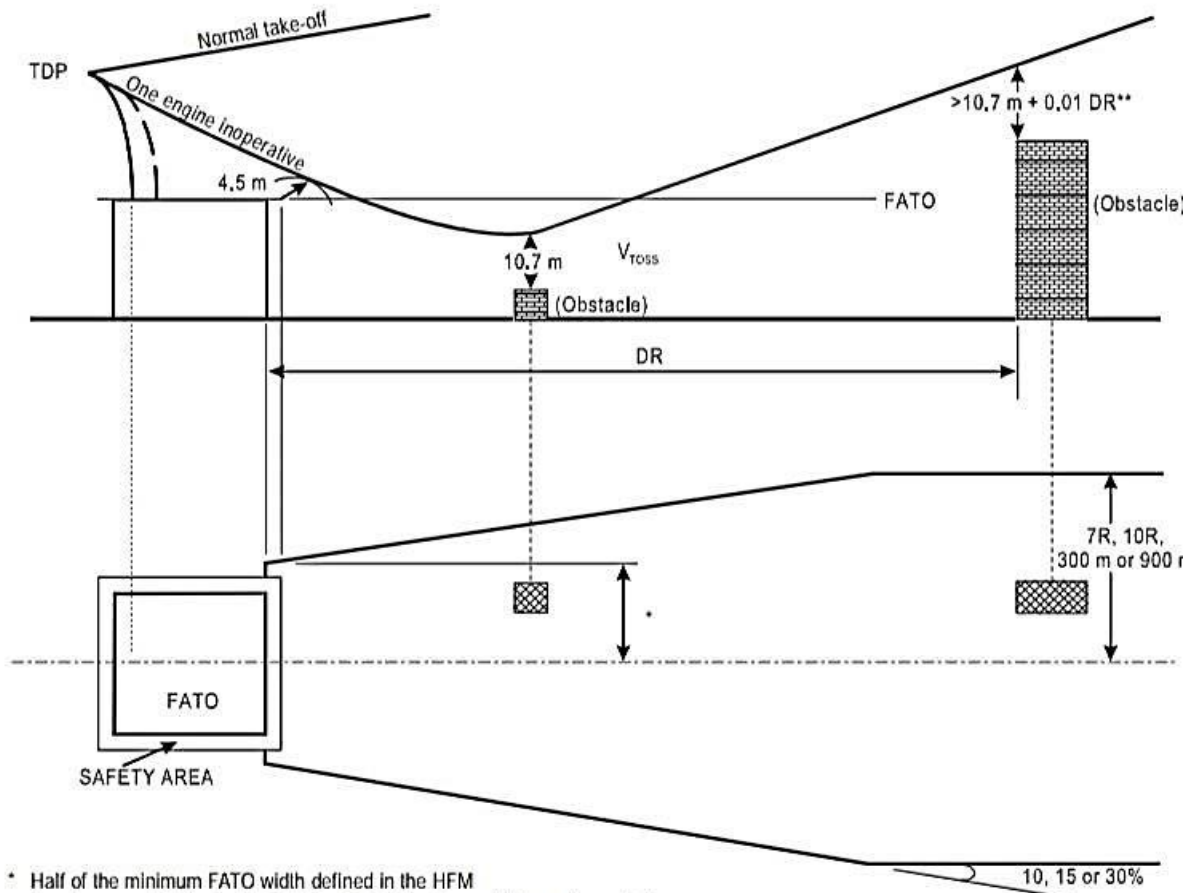 Normal take-off
TDP
One engine inoperative
>10.7 m + 0.01 DR**
4.5 m
FATO
(Obstacle)
10.7 m
V_TOSS
(Obstacle)
DR
7R, 10R,
300 m or 900 m
*
FATO
SAFETY AREA
* Half of the minimum FATO width defined in the HFM
10, 15 or 30%